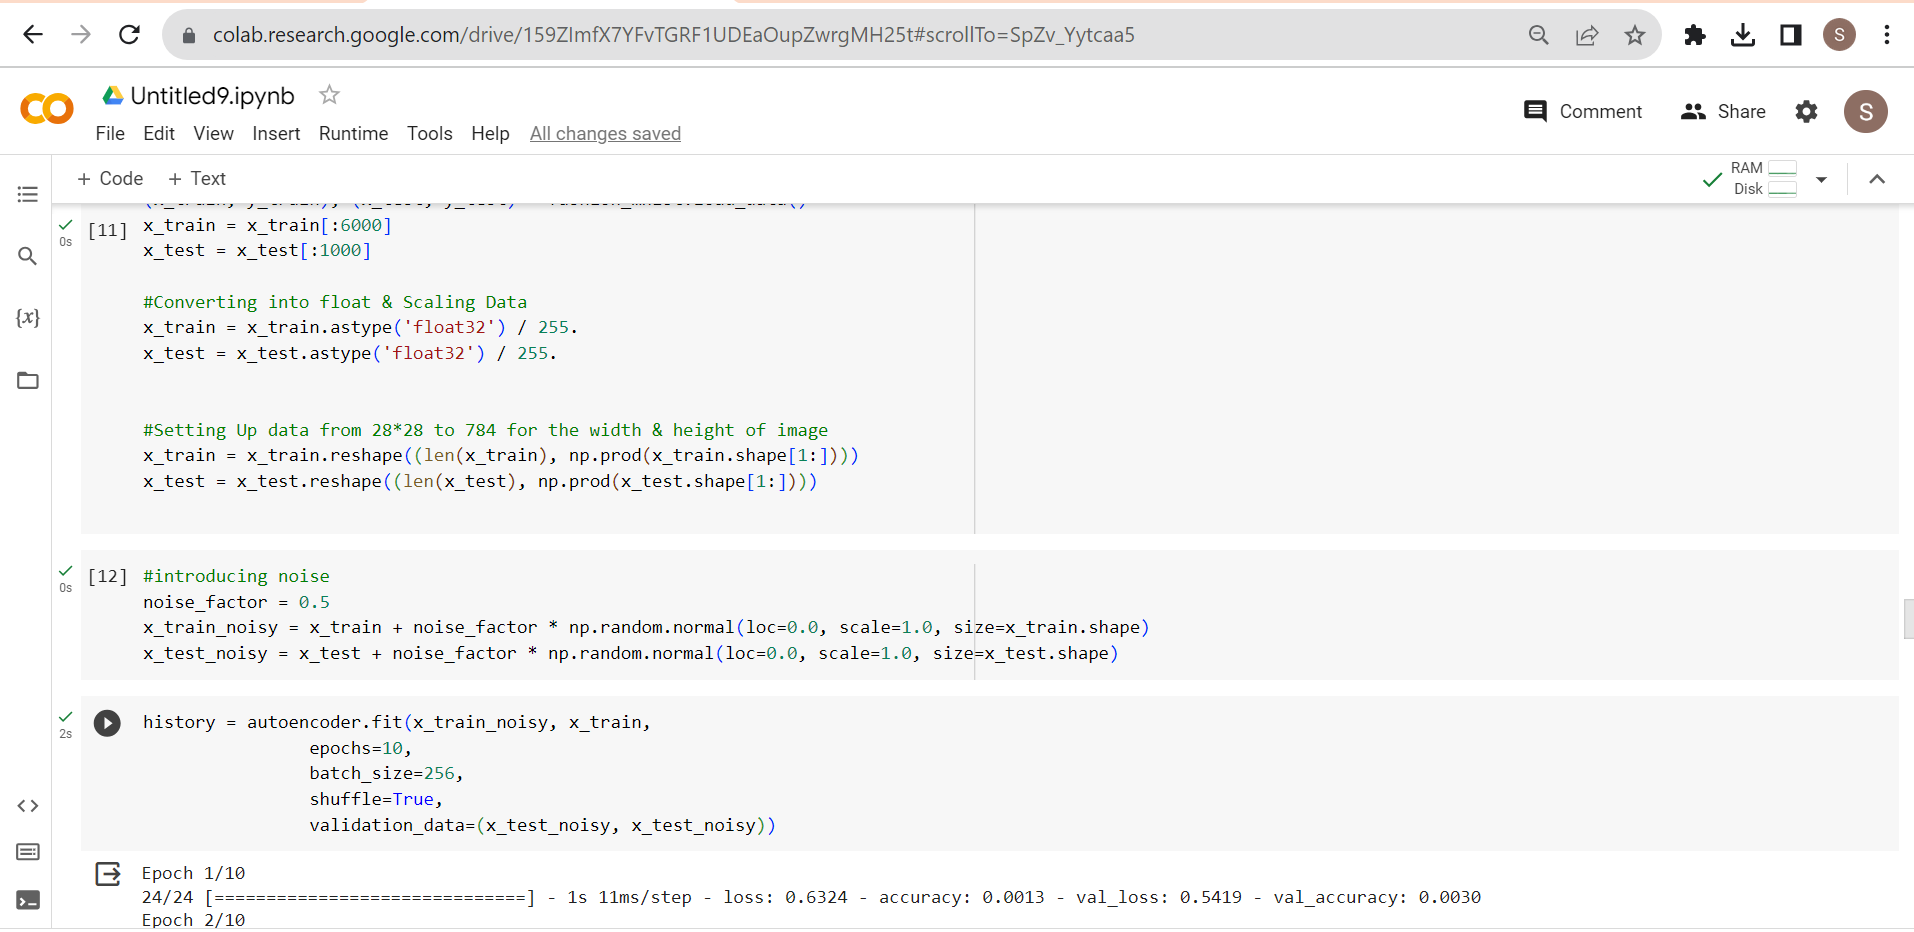 colab.research.google.com/drive/159ZImfX7YFvTGRF1UDEaOupZwrgMH25t#scrollTo=SpZv_Yytcaa5
S
Untitled9.ipynb
Comment
Share
S
File Edit View Insert Runtime Tools Help All changes saved
+ Code + Text
RAM
Disk
(x_train, y_train), (x_test, y_test) = fashion_mnist.load_data()
0s
[11] x_train = x_train[:6000]
x_test = x_test[:1000]
#Converting into float & Scaling Data
x_train = x_train.astype('float32') / 255.
x_test = x_test.astype('float32') / 255.
#Setting Up data from 28*28 to 784 for the width & height of image
x_train = x_train.reshape((len(x_train), np.prod(x_train.shape[1:])))
x_test = x_test.reshape((len(x_test), np.prod(x_test.shape[1:])))
0s
[12] #introducing noise
noise_factor = 0.5
x_train_noisy = x_train + noise_factor * np.random.normal(loc=0.0, scale=1.0, size=x_train.shape)
x_test_noisy = x_test + noise_factor * np.random.normal(loc=0.0, scale=1.0, size=x_test.shape)
2s
history = autoencoder.fit(x_train_noisy, x_train,
epochs=10,
batch_size=256,
shuffle=True,
validation_data=(x_test_noisy, x_test_noisy))
Epoch 1/10
24/24 [==============================] - 1s 11ms/step - loss: 0.6324 - accuracy: 0.0013 - val_loss: 0.5419 - val_accuracy: 0.0030
Epoch 2/10